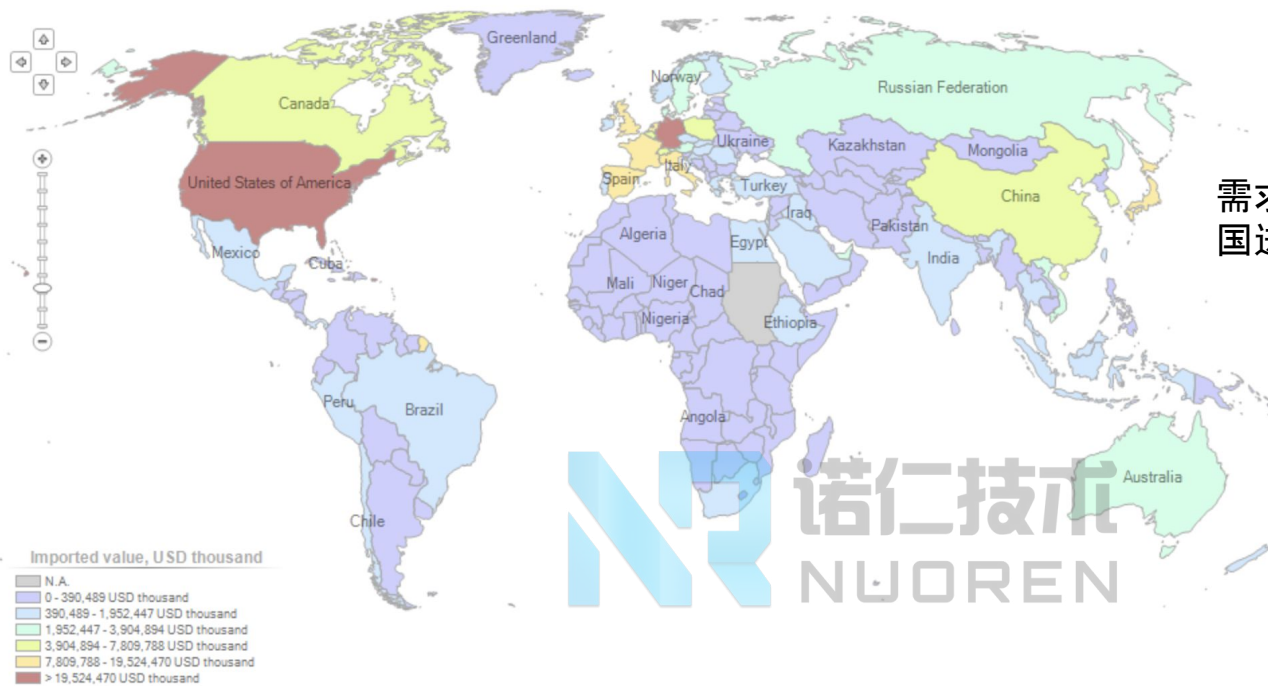 Greenland
Norway
Russian Federation
Canada
Ukraine
Kazakhstan
Mongolia
Italy
United States of America
Spain
Turkey
China
需求
国
Iraq
Pakistan
Mexico
Algeria
Egypt
India
Cuba
Mali
Niger
Chad
Nigeria
Ethiopia
Peru
Brazil
Angola
Australia
诺仁技术
Chile
NUOREN
Imported value, USD thousand
N.A.
0 - 390,489 USD thousand
390,489 - 1,952,447 USD thousand
1,952,447 - 3,904,894 USD thousand
3,904,894 - 7,809,788 USD thousand
7,809,788 - 19,524,470 USD thousand
> 19,524,470 USD thousand